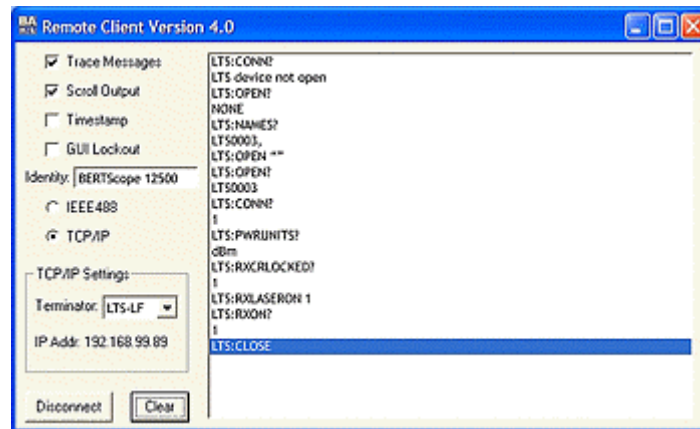 Remote Client Version 4.0
Trace Messages
Scroll Output
Timestamp
GUI Lockout
Identity: BERTScope 12500
IEEE488
TCP/IP
TCP/IP Settings
Terminator: LTS-LF
IP Addr: 192.168.99.89
Disconnect Clear
LTS:CONN?
LTS device not open
LTS:OPEN?
NONE
LTS:NAMES?
LTS0003,
LTS:OPEN ""
LTS:OPEN?
LTS0003
LTS:CONN?
1
LTS:PWRUNITS?
dBm
LTS:RXCRLOCKED?
1
LTS:RXLASERON 1
LTS:RXON?
1
LTS:CLOSE